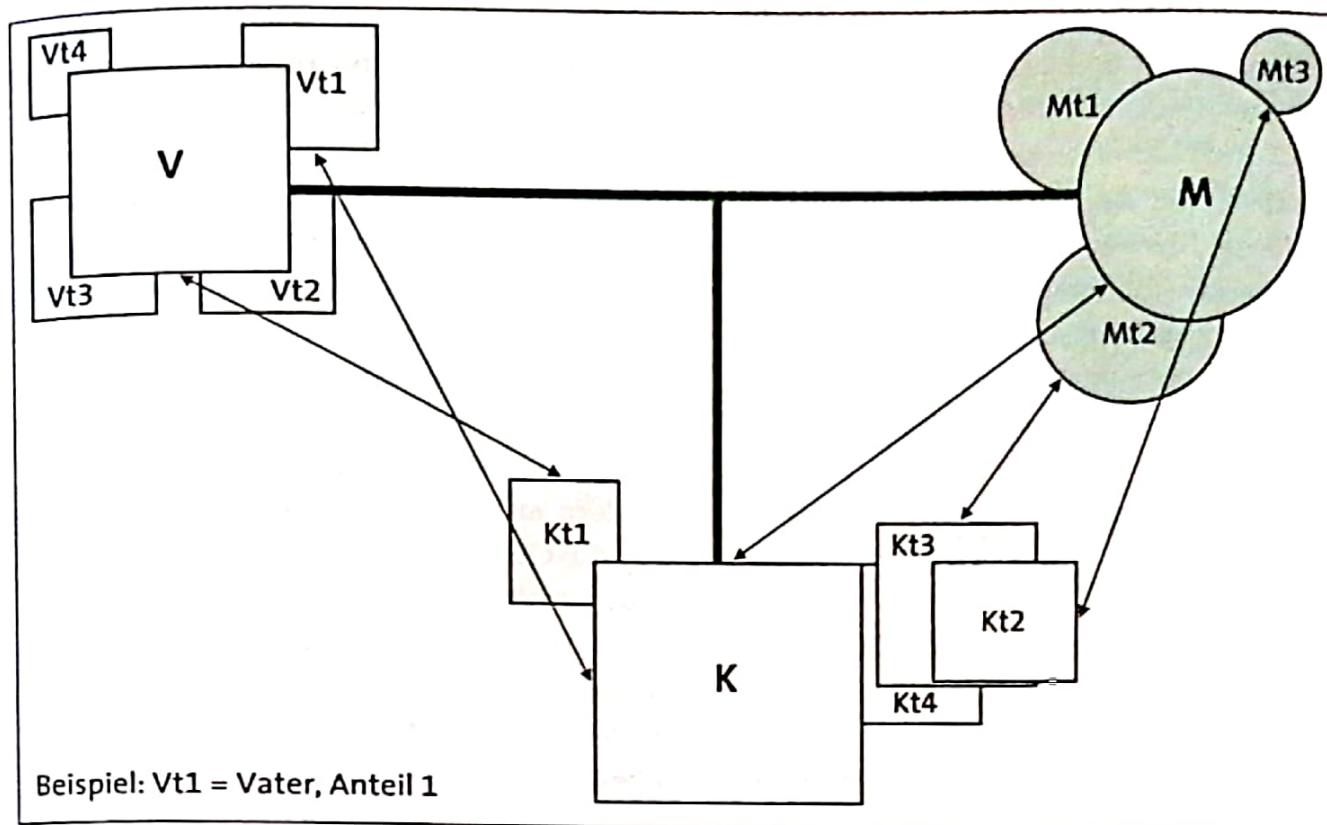 Vt4
Vt1
V
Vt3
Vt2
Mt1
Mt3
M
Mt2
Kt1
Kt3
Kt2
K
Kt4
Beispiel: Vt1 = Vater, Anteil 1